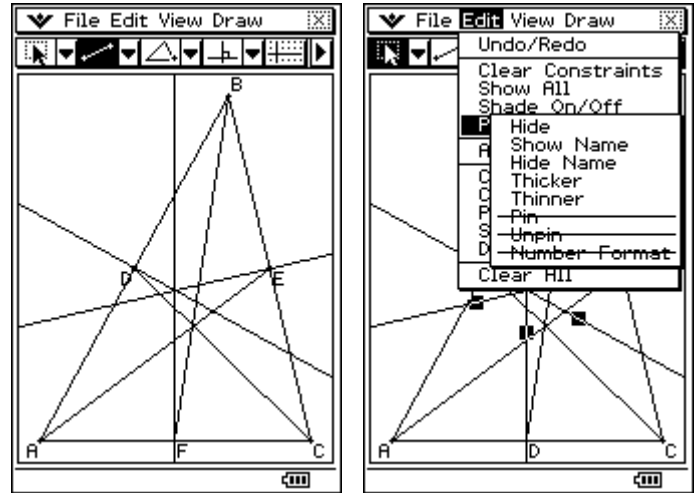 File Edit View Draw
B
D
E
A
F
C
File Edit View Draw
Undo/Redo
Clear Constraints
Show All
Shade On/Off
P
Hide
Show Name
Hide Name
Thicker
Thinner
Pin
Unpin
Number Format
A
C
C
P
S
D
Clear All
A
D
C